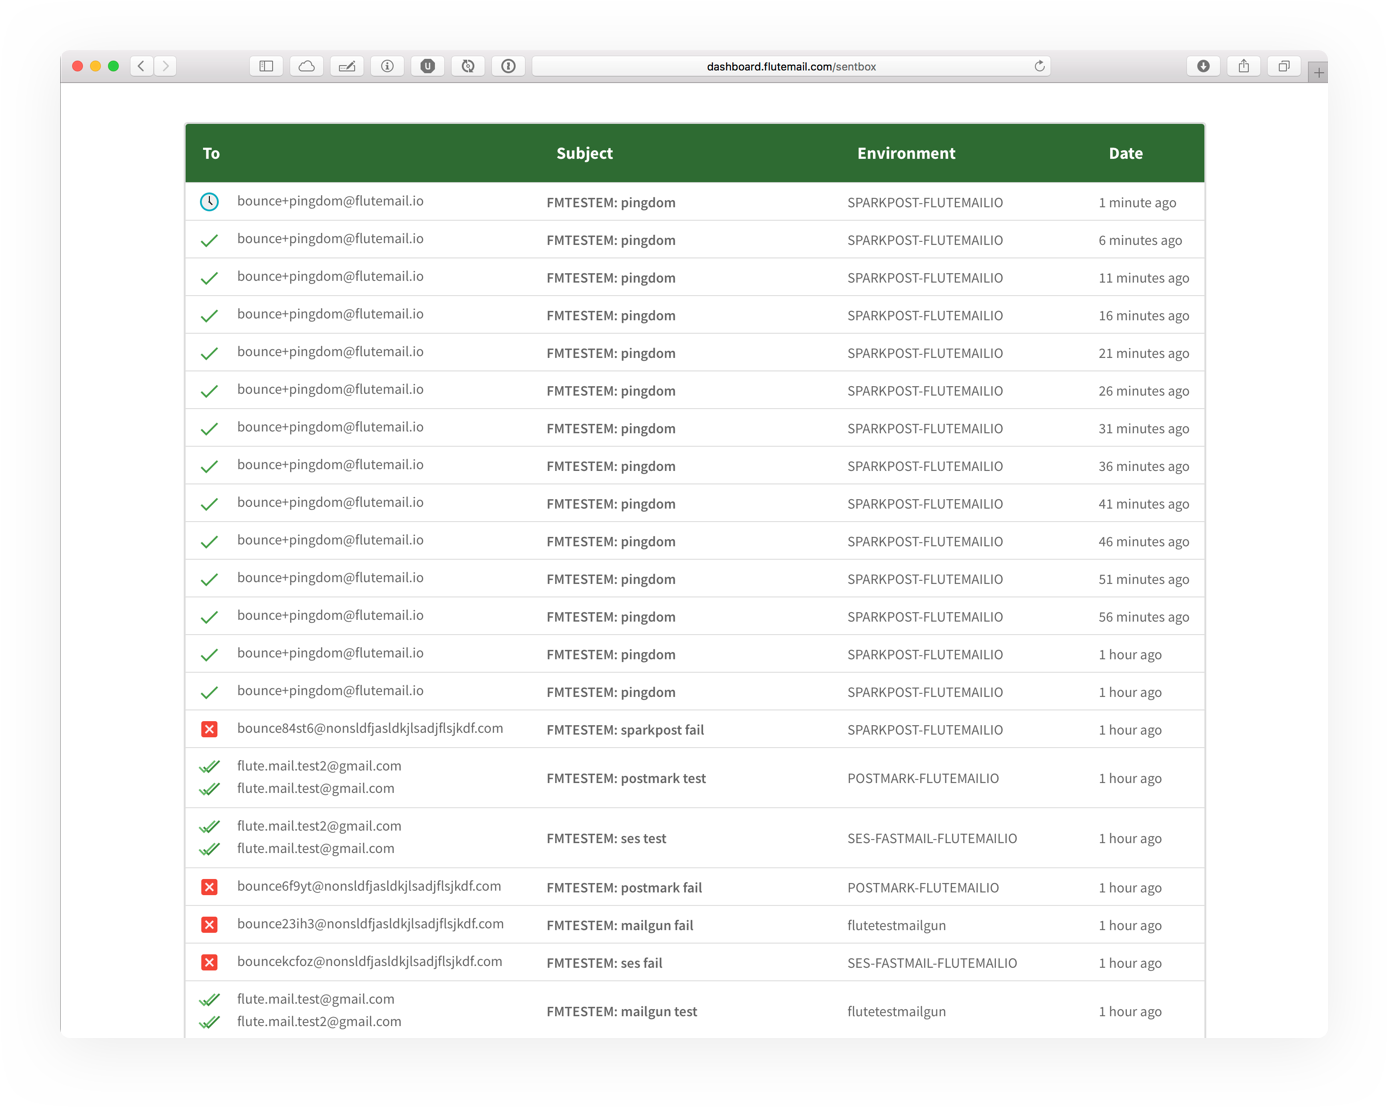 dashboard.flutemail.com/sentbox
To Subject Environment Date
bounce+pingdom@flutemail.io FMTESTEM: pingdom SPARKPOST-FLUTEMAILIO 1 minute ago
bounce+pingdom@flutemail.io FMTESTEM: pingdom SPARKPOST-FLUTEMAILIO 6 minutes ago
bounce+pingdom@flutemail.io FMTESTEM: pingdom SPARKPOST-FLUTEMAILIO 11 minutes ago
bounce+pingdom@flutemail.io FMTESTEM: pingdom SPARKPOST-FLUTEMAILIO 16 minutes ago
bounce+pingdom@flutemail.io FMTESTEM: pingdom SPARKPOST-FLUTEMAILIO 21 minutes ago
bounce+pingdom@flutemail.io FMTESTEM: pingdom SPARKPOST-FLUTEMAILIO 26 minutes ago
bounce+pingdom@flutemail.io FMTESTEM: pingdom SPARKPOST-FLUTEMAILIO 31 minutes ago
bounce+pingdom@flutemail.io FMTESTEM: pingdom SPARKPOST-FLUTEMAILIO 36 minutes ago
bounce+pingdom@flutemail.io FMTESTEM: pingdom SPARKPOST-FLUTEMAILIO 41 minutes ago
bounce+pingdom@flutemail.io FMTESTEM: pingdom SPARKPOST-FLUTEMAILIO 46 minutes ago
bounce+pingdom@flutemail.io FMTESTEM: pingdom SPARKPOST-FLUTEMAILIO 51 minutes ago
bounce+pingdom@flutemail.io FMTESTEM: pingdom SPARKPOST-FLUTEMAILIO 56 minutes ago
bounce+pingdom@flutemail.io FMTESTEM: pingdom SPARKPOST-FLUTEMAILIO 1 hour ago
bounce+pingdom@flutemail.io FMTESTEM: pingdom SPARKPOST-FLUTEMAILIO 1 hour ago
bounce84st6@nonsldfjasldkjlsadjflsjkdf.com FMTESTEM: sparkpost fail SPARKPOST-FLUTEMAILIO 1 hour ago
flute.mail.test2@gmail.com
flute.mail.test@gmail.com
FMTESTEM: postmark test POSTMARK-FLUTEMAILIO 1 hour ago
flute.mail.test2@gmail.com
flute.mail.test@gmail.com
FMTESTEM: ses test SES-FASTMAIL-FLUTEMAILIO 1 hour ago
bounce6f9yt@nonsldfjasldkjlsadjflsjkdf.com FMTESTEM: postmark fail POSTMARK-FLUTEMAILIO 1 hour ago
bounce23ih3@nonsldfjasldkjlsadjflsjkdf.com FMTESTEM: mailgun fail flutetestmailgun 1 hour ago
bouncekcfoz@nonsldfjasldkjlsadjflsjkdf.com FMTESTEM: ses fail SES-FASTMAIL-FLUTEMAILIO 1 hour ago
flute.mail.test@gmail.com
flute.mail.test2@gmail.com
FMTESTEM: mailgun test flutetestmailgun 1 hour ago